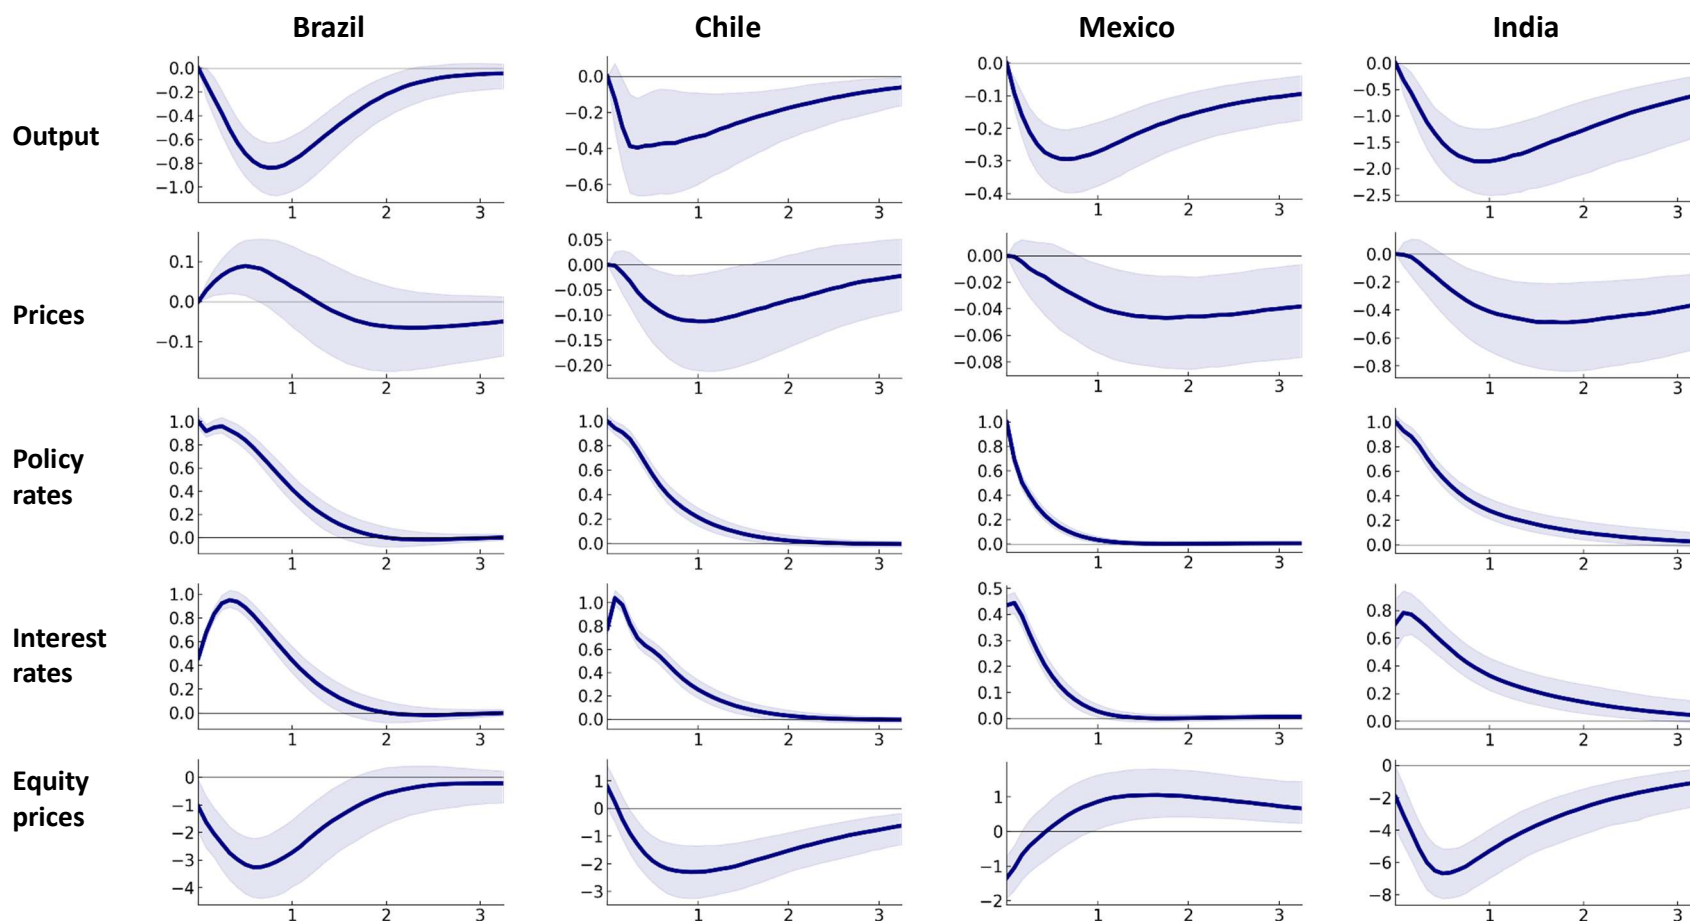 Brazil Chile Mexico India
Output
0.0 −0.2 −0.4 −0.6 −0.8 −1.0 1 2 3
0.0 −0.2 −0.4 −0.6 1 2 3
0.0 −0.1 −0.2 −0.3 −0.4 1 2 3
0.0 −0.5 −1.0 −1.5 −2.0 −2.5 1 2 3
Prices
0.1 0.0 −0.1 1 2 3
0.05 0.00 −0.05 −0.10 −0.15 −0.20 1 2 3
0.00 −0.02 −0.04 −0.06 −0.08 1 2 3
0.0 −0.2 −0.4 −0.6 −0.8 1 2 3
Policy
rates
1.0 0.8 0.6 0.4 0.2 0.0 1 2 3
1.0 0.8 0.6 0.4 0.2 0.0 1 2 3
1.0 0.8 0.6 0.4 0.2 0.0 1 2 3
1.0 0.8 0.6 0.4 0.2 0.0 1 2 3
Interest
rates
1.0 0.8 0.6 0.4 0.2 0.0 1 2 3
1.0 0.8 0.6 0.4 0.2 0.0 1 2 3
0.5 0.4 0.3 0.2 0.1 0.0 1 2 3
0.8 0.6 0.4 0.2 0.0 1 2 3
Equity
prices
0 −1 −2 −3 −4 1 2 3
1 0 −1 −2 −3 1 2 3
1 0 −1 −2 1 2 3
0 −2 −4 −6 −8 1 2 3